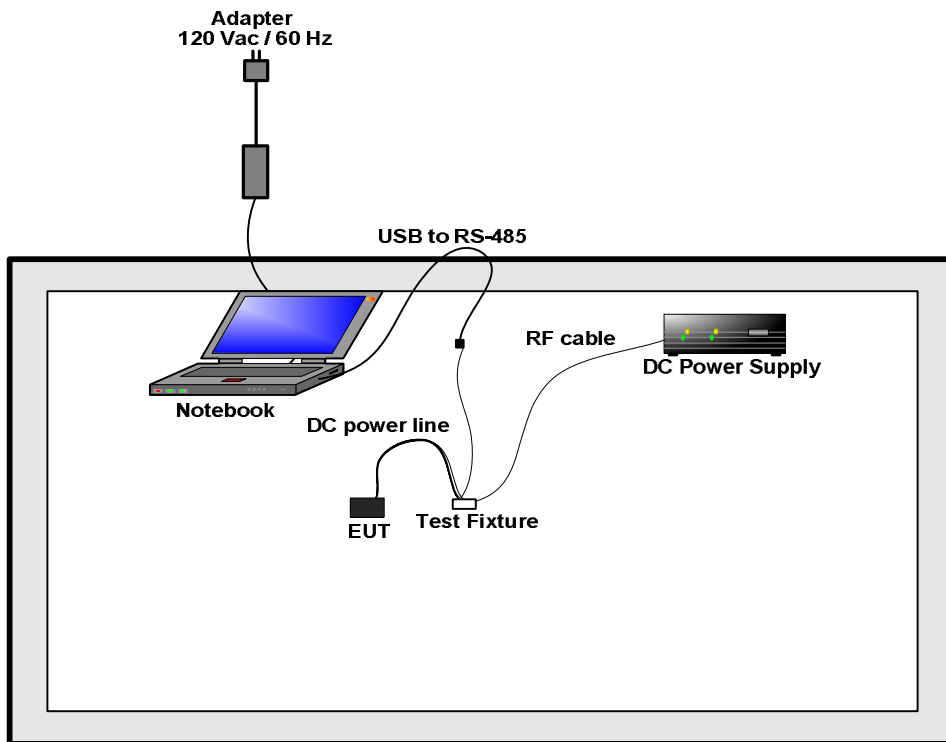 Adapter
120 Vac / 60 Hz
USB to RS-485
RF cable
DC Power Supply
Notebook
DC power line
EUT
Test Fixture